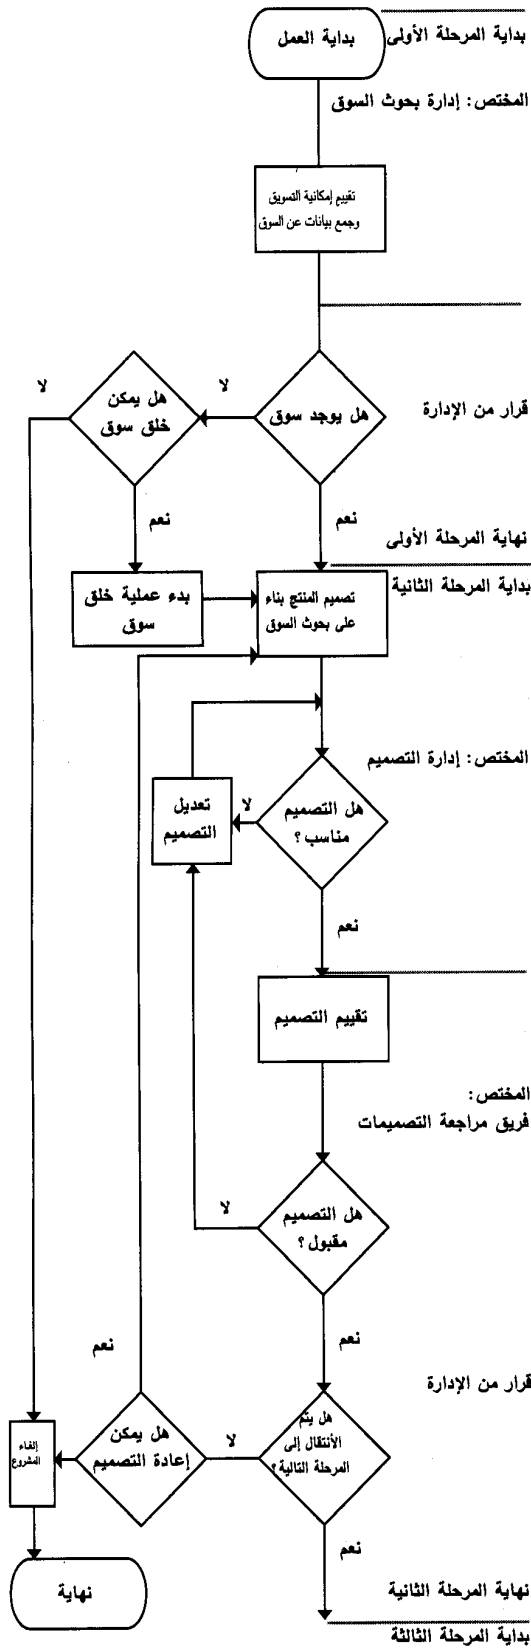 بداية المرحلة الأولى
بداية العمل
المختص: إدارة بحوث السوق
تقييم إمكانية التسويق
وجمع بيانات عن السوق
قرار من الإدارة
هل يوجد سوق
لا
هل يمكن
خلق سوق
لا
نعم
نعم
نهاية المرحلة الأولى
بداية المرحلة الثانية
تصميم المنتج بناء
على بحوث السوق
بدء عملية خلق
سوق
المختص: إدارة التصميم
هل التصميم
مناسب؟
لا
تعديل
التصميم
نعم
تقييم التصميم
المختص:
فريق مراجعة التصميمات
هل التصميم
مقبول؟
لا
نعم
نعم
قرار من الإدارة
هل يتم
الأنتقال إلى
المرحلة التالية؟
لا
هل يمكن
إعادة التصميم
إلغاء
المشروع
نعم
نهاية
نهاية المرحلة الثانية
بداية المرحلة الثالثة